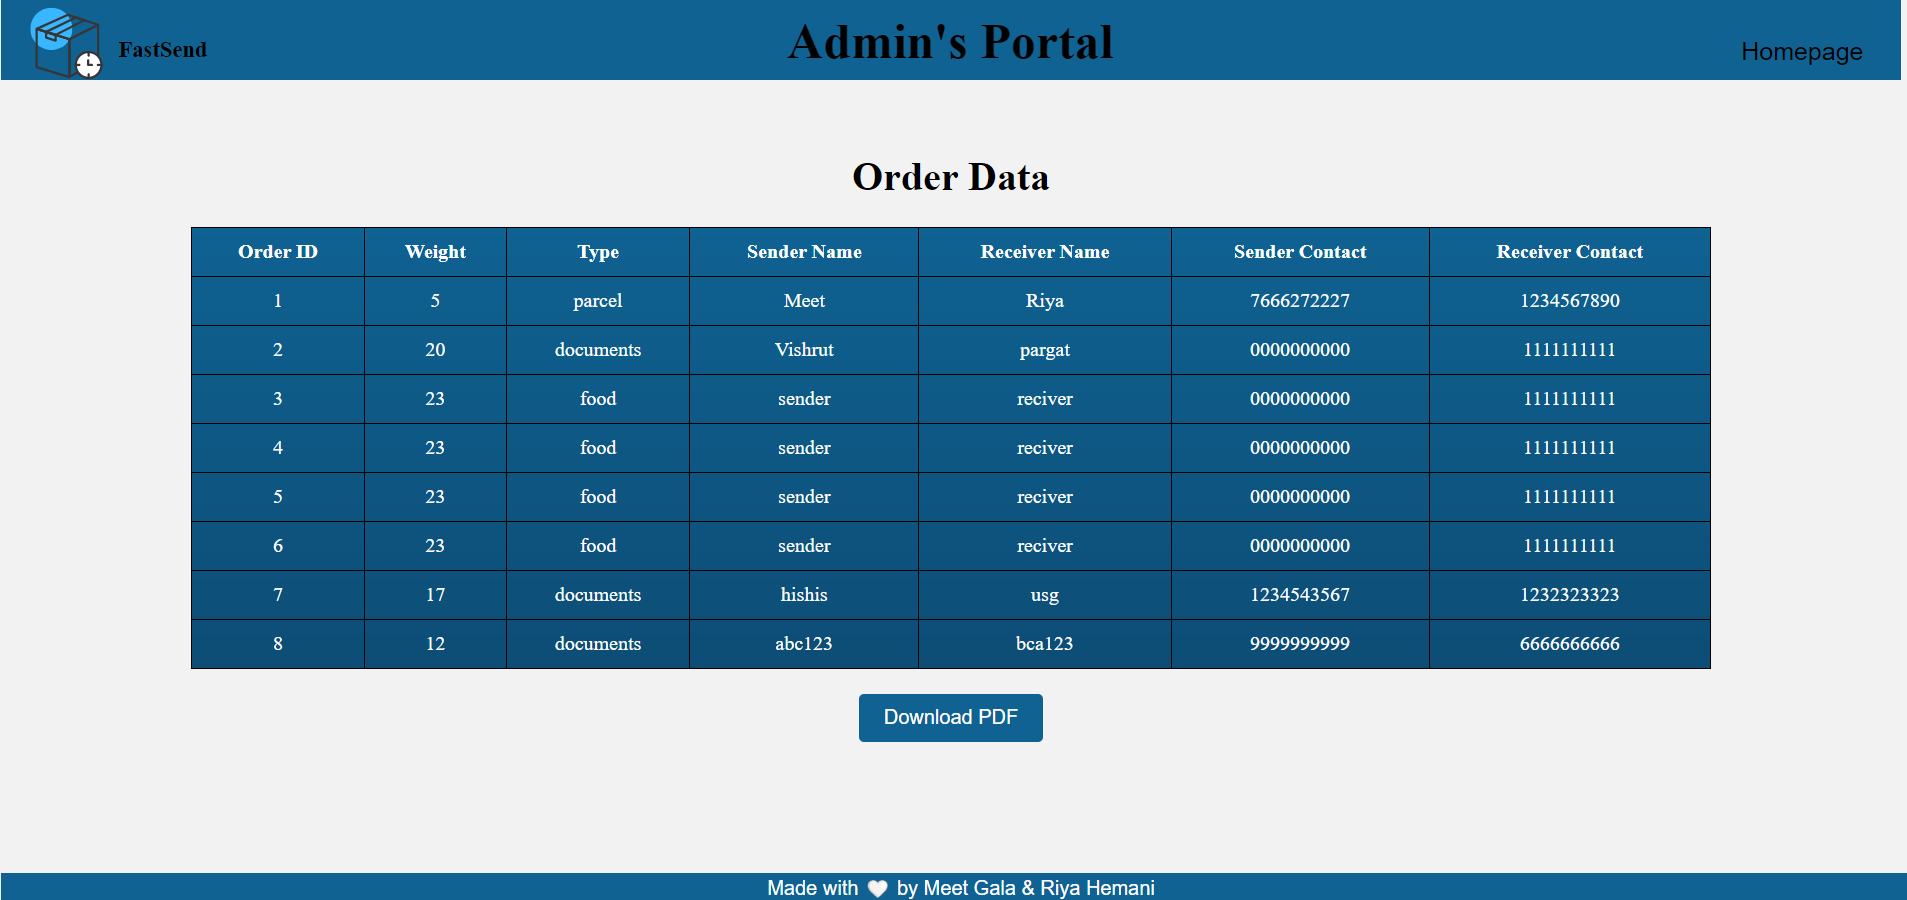 FastSend
Admin's Portal
Homepage
Order Data
Order ID Weight Type Sender Name Receiver Name Sender Contact Receiver Contact
1 5 parcel Meet Riya 7666272227 1234567890
2 20 documents Vishrut pargat 0000000000 1111111111
3 23 food sender reciver 0000000000 1111111111
4 23 food sender reciver 0000000000 1111111111
5 23 food sender reciver 0000000000 1111111111
6 23 food sender reciver 0000000000 1111111111
7 17 documents hishis usg 1234543567 1232323323
8 12 documents abc123 bca123 9999999999 6666666666
Download PDF
Made with 🤍 by Meet Gala & Riya Hemani